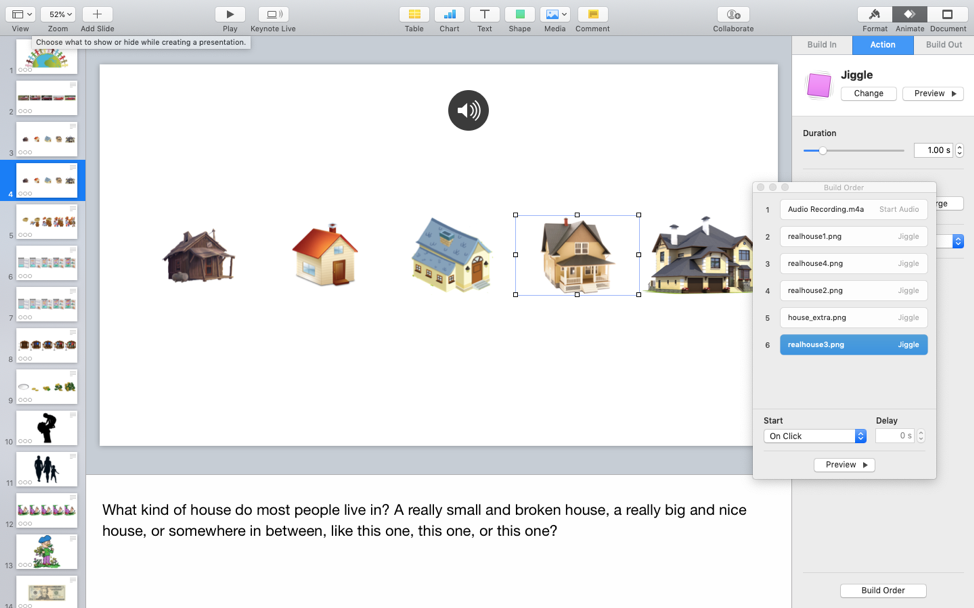 52%
View
Zoom
Add Slide
Play
Keynote Live
Table
Chart
Text
Shape
Media
Comment
Collaborate
Format
Animate
Document
Choose what to show or hide while creating a presentation.
Build In
Action
Build Out
Jiggle
Change
Preview
Duration
1.00 s
rge
Build Order
1 Audio Recording.m4a Start Audio
2 realhouse1.png Jiggle
3 realhouse4.png Jiggle
4 realhouse2.png Jiggle
5 house_extra.png Jiggle
6 realhouse3.png Jiggle
Start
Delay
On Click
0 s
Preview
Build Order
1
2
3
4
5
6
7
8
9
10
11
12
13
14
What kind of house do most people live in? A really small and broken house, a really big and nice
house, or somewhere in between, like this one, this one, or this one?